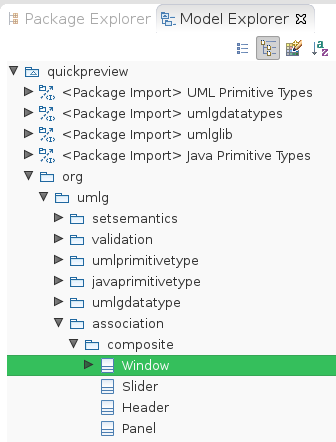 Package Explorer Model Explorer
quickpreview
<Package Import> UML Primitive Types
<Package Import> umlgdatatypes
<Package Import> umlglib
<Package Import> Java Primitive Types
org
umlg
setsemantics
validation
umlprimitivetype
javaprimitivetype
umlgdatatype
association
composite
Window
Slider
Header
Panel